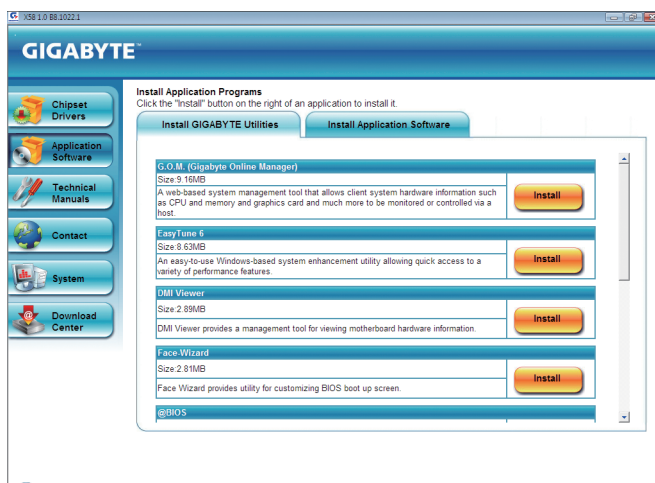 X58 1.0 B8.1022.1
GIGABYTE™
Chipset
Drivers
Application
Software
Technical
Manuals
Contact
System
Download
Center
Install Application Programs
Click the "Install" button on the right of an application to install it.
Install GIGABYTE Utilities
Install Application Software
G.O.M. (Gigabyte Online Manager)
Size:9.16MB
A web-based system management tool that allows client system hardware information such
as CPU and memory and graphics card and much more to be monitored or controlled via a
host.
Install
EasyTune 6
Size:8.63MB
An easy-to-use Windows-based system enhancement utility allowing quick access to a
variety of performance features.
Install
DMI Viewer
Size:2.89MB
DMI Viewer provides a management tool for viewing motherboard hardware information.
Install
Face-Wizard
Size:2.81MB
Face Wizard provides utility for customizing BIOS boot up screen.
Install
@BIOS